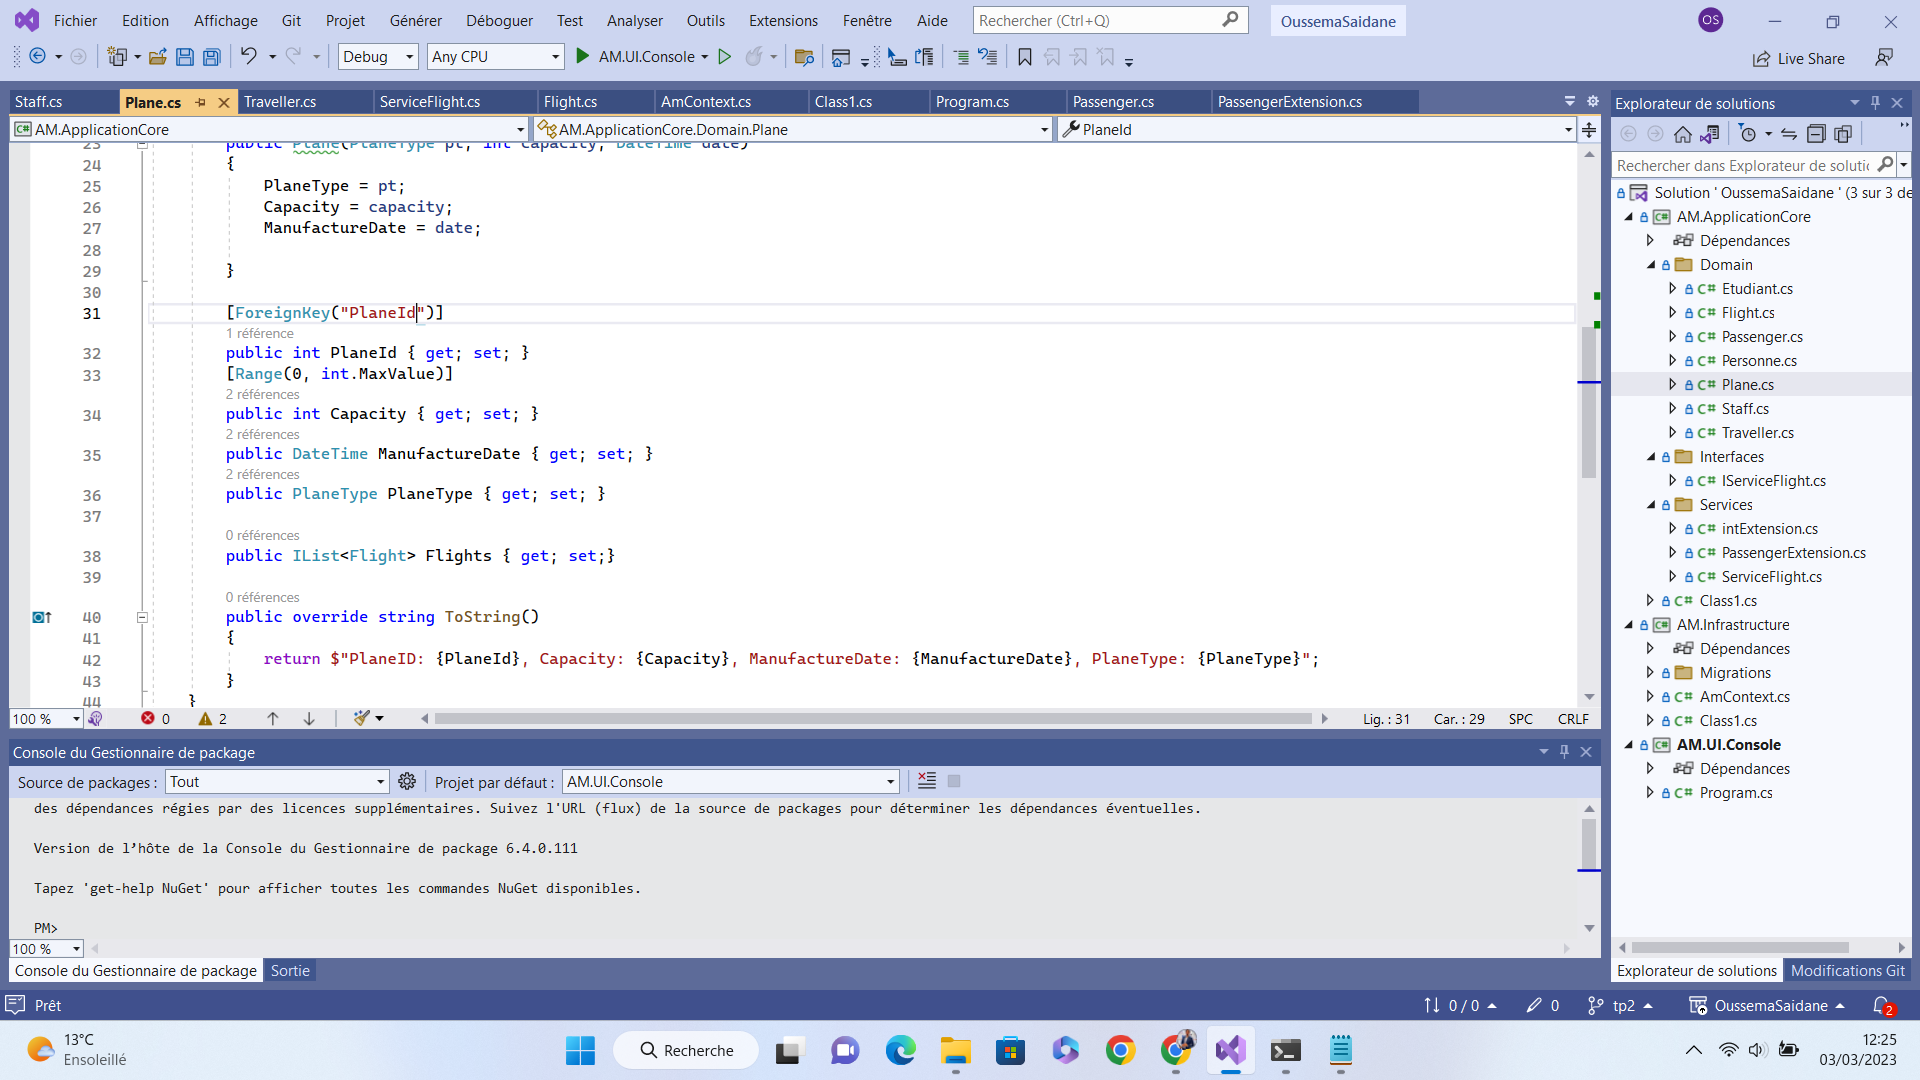 Fichier Edition Affichage Git Projet Générer Déboguer Test Analyser Outils Extensions Fenêtre Aide Rechercher (Ctrl+Q) OussemaSaidane OS
Debug Any CPU AM.UI.Console Live Share
Staff.cs Plane.cs Traveller.cs ServiceFlight.cs Flight.cs AmContext.cs Class1.cs Program.cs Passenger.cs PassengerExtension.cs
AM.ApplicationCore AM.ApplicationCore.Domain.Plane PlaneId
23 public Plane(PlaneType pt, int capacity, DateTime date)
24 {
25 PlaneType = pt;
26 Capacity = capacity;
27 ManufactureDate = date;
28
29 }
30
31 [ForeignKey("PlaneId")]
1 référence
32 public int PlaneId { get; set; }
33 [Range(0, int.MaxValue)]
2 références
34 public int Capacity { get; set; }
2 références
35 public DateTime ManufactureDate { get; set; }
2 références
36 public PlaneType PlaneType { get; set; }
37
0 références
38 public IList<Flight> Flights { get; set;}
39
0 références
40 public override string ToString()
41 {
42 return $"PlaneID: {PlaneId}, Capacity: {Capacity}, ManufactureDate: {ManufactureDate}, PlaneType: {PlaneType}";
43 }
44 }
100 % 0 2 Lig. : 31 Car. : 29 SPC CRLF
Console du Gestionnaire de package
Source de packages : Tout Projet par défaut : AM.UI.Console
des dépendances régies par des licences supplémentaires. Suivez l'URL (flux) de la source de packages pour déterminer les dépendances éventuelles.
Version de l’hôte de la Console du Gestionnaire de package 6.4.0.111
Tapez 'get-help NuGet' pour afficher toutes les commandes NuGet disponibles.
PM>
100 %
Console du Gestionnaire de package Sortie
Explorateur de solutions
Rechercher dans Explorateur de solutic
Solution ' OussemaSaidane ' (3 sur 3 de
C# AM.ApplicationCore
Dépendances
Domain
C# Etudiant.cs
C# Flight.cs
C# Passenger.cs
C# Personne.cs
C# Plane.cs
C# Staff.cs
C# Traveller.cs
Interfaces
C# IServiceFlight.cs
Services
C# intExtension.cs
C# PassengerExtension.cs
C# ServiceFlight.cs
C# Class1.cs
C# AM.Infrastructure
Dépendances
Migrations
C# AmContext.cs
C# Class1.cs
C# AM.UI.Console
Dépendances
C# Program.cs
Explorateur de solutions Modifications Git
Prêt 0 / 0 0 tp2 OussemaSaidane 2
13°C
Ensoleillé
Recherche
12:25
03/03/2023